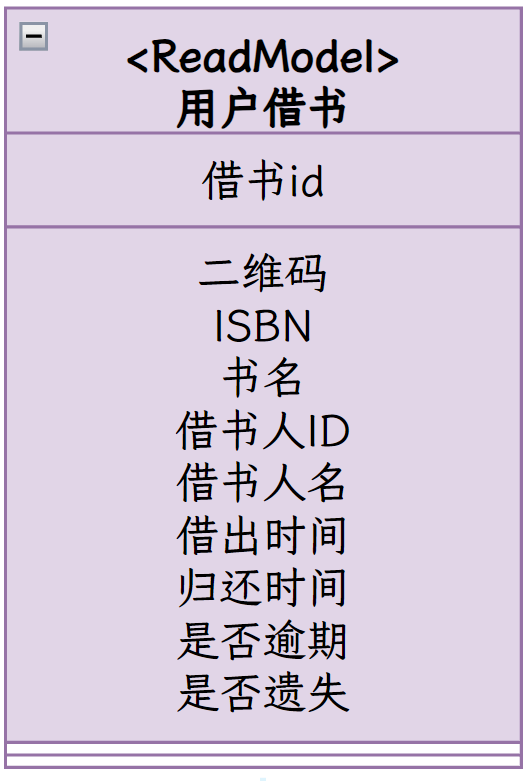 <ReadModel>
用户借书
借书id
二维码
ISBN
书名
借书人ID
借书人名
借出时间
归还时间
是否逾期
是否遗失